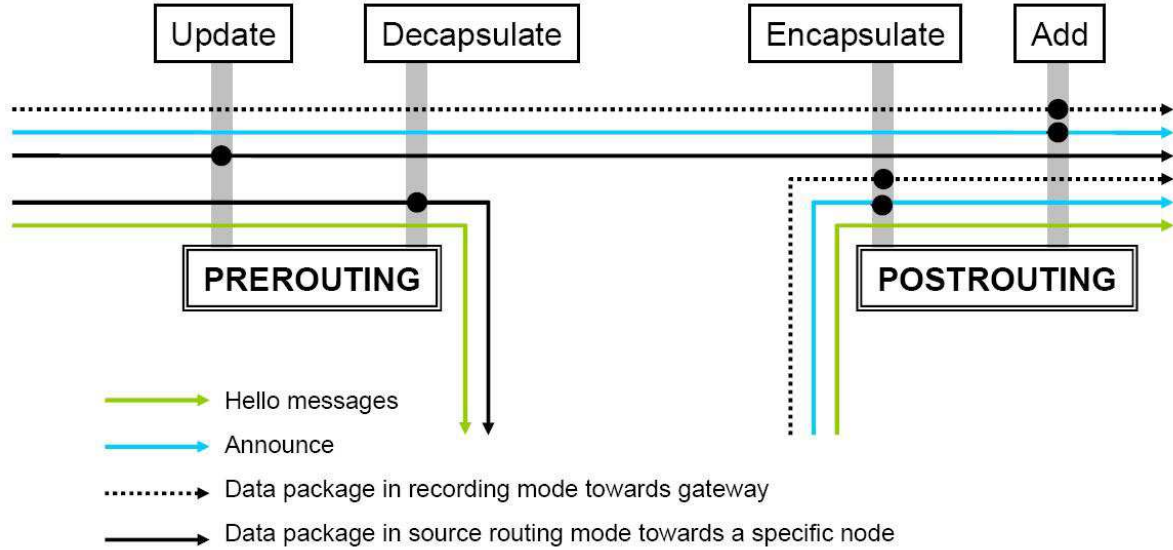 Update
Decapsulate
Encapsulate
Add
PREROUTING
POSTROUTING
Hello messages
Announce
Data package in recording mode towards gateway
Data package in source routing mode towards a specific node